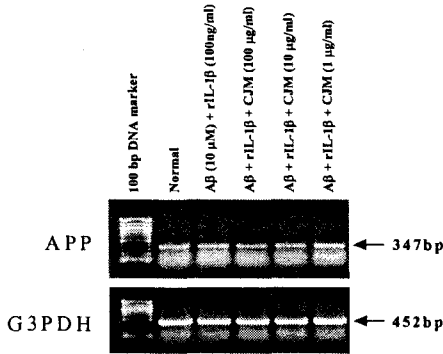 100 bp DNA marker
Normal
Aβ (10 μM) + rIL-1β (100ng/ml)
Aβ + rIL-1β + CJM (100 μg/ml)
Aβ + rIL-1β + CJM (10 μg/ml)
Aβ + rIL-1β + CJM (1 μg/ml)
APP
347bp
G3PDH
452bp